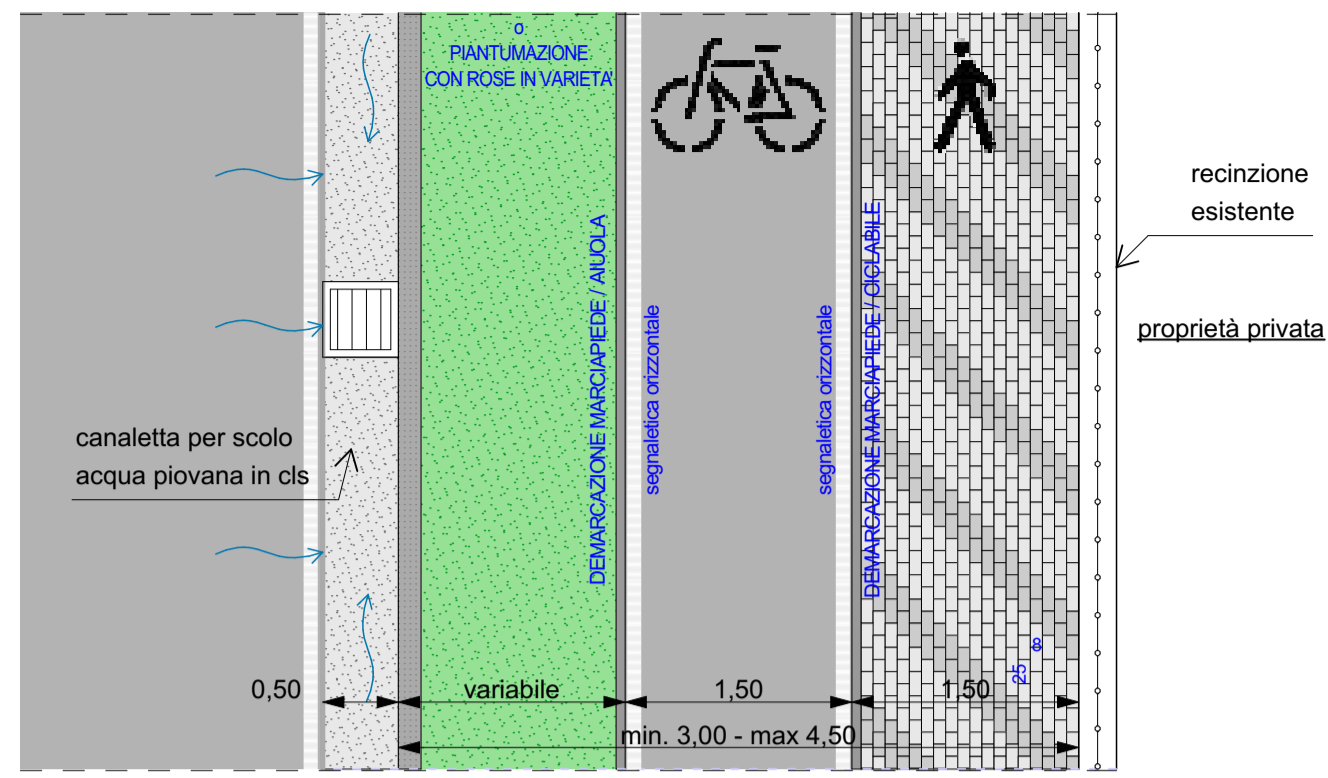 o
PIANTUMAZIONE
CON ROSE IN VARIETA'
recinzione
esistente
proprietà privata
DEMARCAZIONE MARCIAPIEDE / AIUOLA
segnaletica orizzontale
segnaletica orizzontale
DEMARCAZIONE MARCIAPIEDE / CICLABILE
canaletta per scolo
acqua piovana in cls
8
25
0,50
variabile
1,50
1,50
min. 3,00 - max 4,50